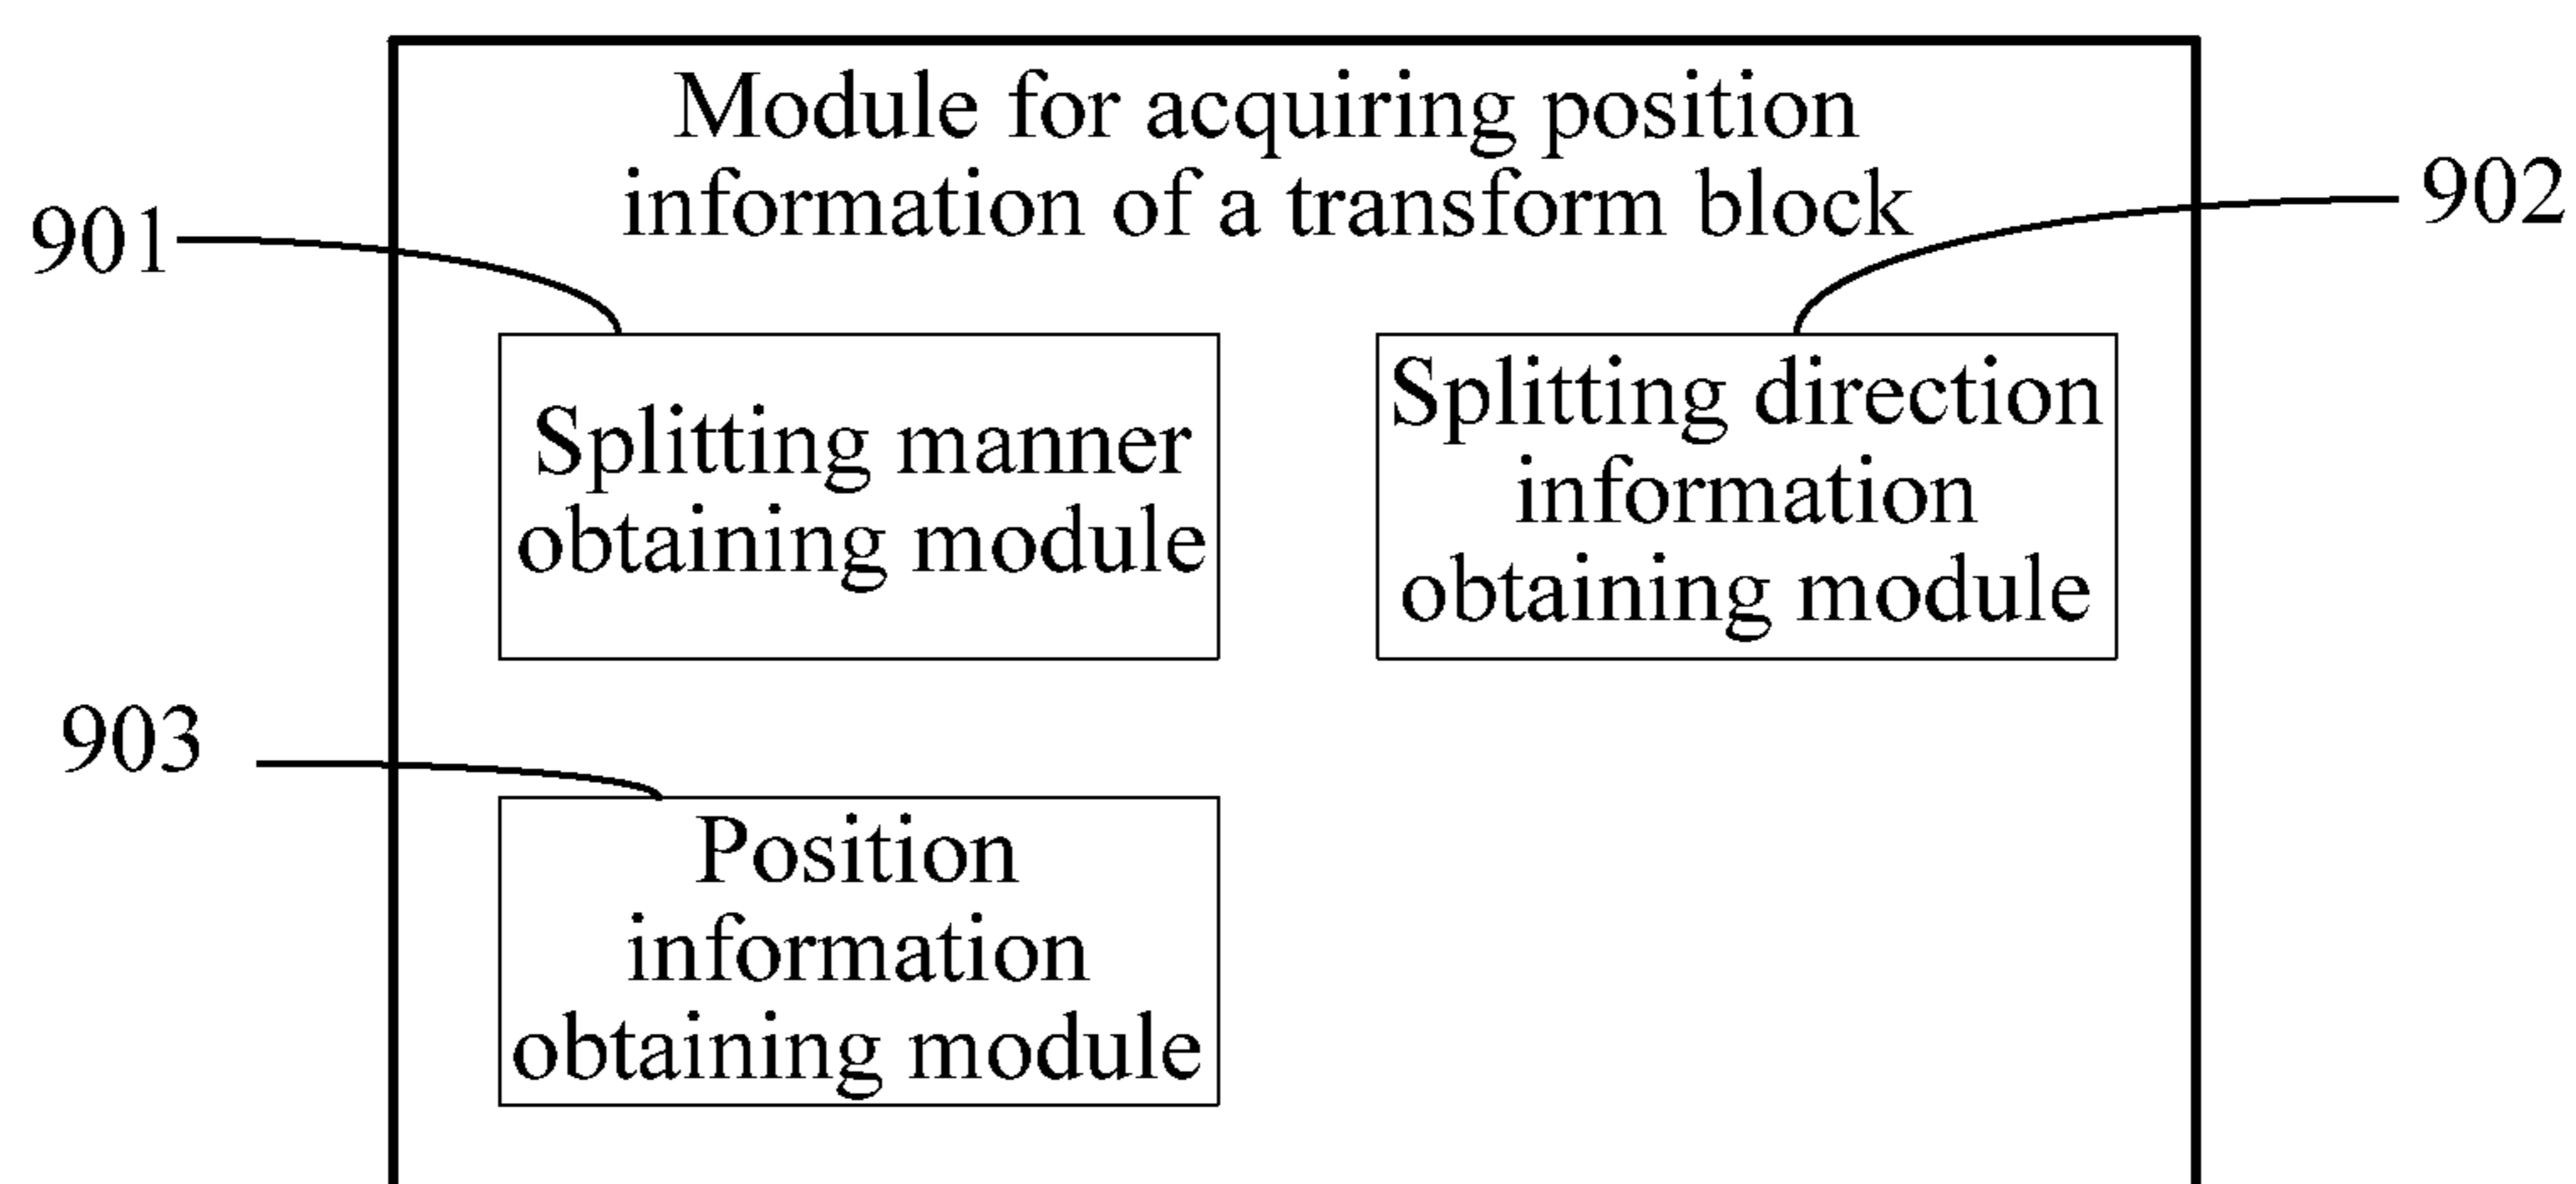 Module for acquiring position
information of a transform block
901
902
Splitting manner
obtaining module
Splitting direction
information
obtaining module
903
Position
information
obtaining module